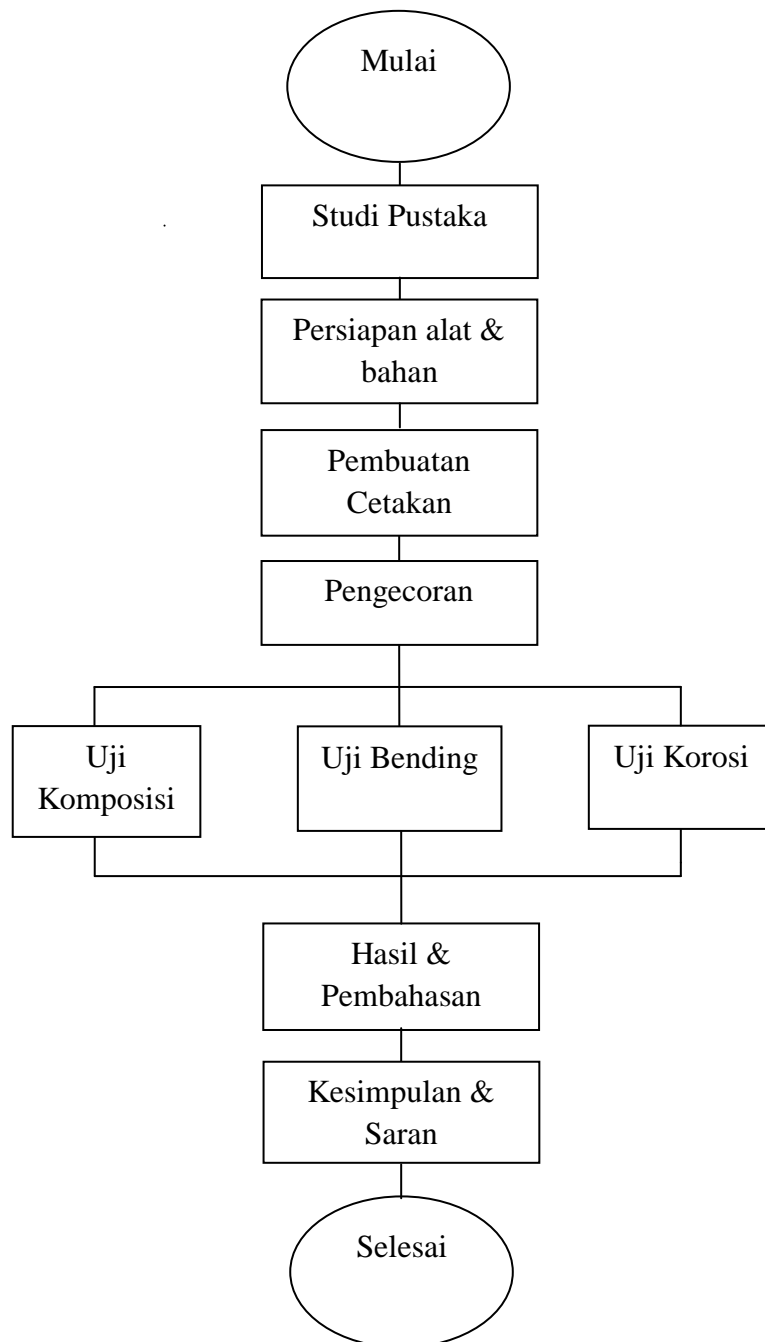 Mulai
Studi Pustaka
Persiapan alat &
bahan
Pembuatan
Cetakan
Pengecoran
Uji
Komposisi
Uji Bending
Uji Korosi
Hasil &
Pembahasan
Kesimpulan &
Saran
Selesai